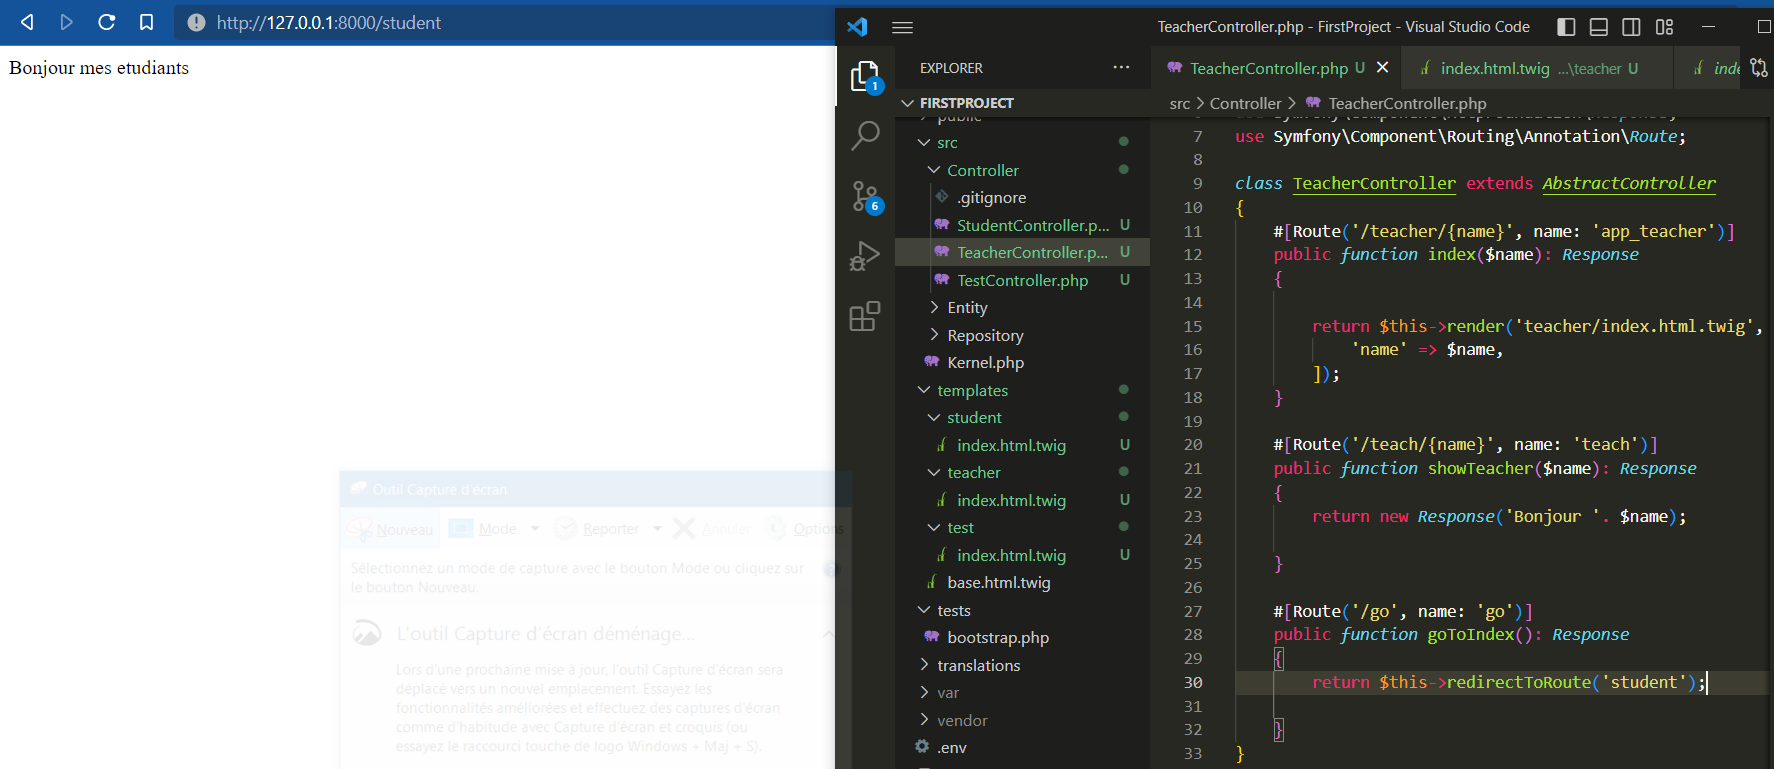 http://127.0.0.1:8000/student
Bonjour mes etudiants
Outil Capture d'écran
Nouveau Mode Reporter Annuler Options
Sélectionnez un mode de capture avec le bouton Mode ou cliquez sur
le bouton Nouveau.
L'outil Capture d'écran déménage...
Lors d'une prochaine mise à jour, l'outil Capture d'écran sera
déplacé vers un nouvel emplacement. Essayez les
fonctionnalités améliorées et effectuez des captures d'écran
comme d'habitude avec Capture d'écran et croquis (ou
essayez le raccourci touche de logo Windows + Maj + S).
TeacherController.php - FirstProject - Visual Studio Code
1
6
EXPLORER ...
FIRSTPROJECT
public
src
Controller
.gitignore
StudentController.p... U
TeacherController.p... U
TestController.php U
Entity
Repository
Kernel.php
templates
student
index.html.twig U
teacher
index.html.twig U
test
index.html.twig U
base.html.twig
tests
bootstrap.php
translations
var
vendor
.env
TeacherController.php U index.html.twig ...\teacher U inde
src > Controller > TeacherController.php
use Symfony\Component\HttpFoundation\Response;
7 use Symfony\Component\Routing\Annotation\Route;
8
9 class TeacherController extends AbstractController
10 {
11 #[Route('/teacher/{name}', name: 'app_teacher')]
12 public function index($name): Response
13 {
14
15 return $this->render('teacher/index.html.twig',
16 'name' => $name,
17 ]);
18 }
19
20 #[Route('/teach/{name}', name: 'teach')]
21 public function showTeacher($name): Response
22 {
23 return new Response('Bonjour '. $name);
24
25 }
26
27 #[Route('/go', name: 'go')]
28 public function goToIndex(): Response
29 {
30 return $this->redirectToRoute('student');
31
32 }
33 }